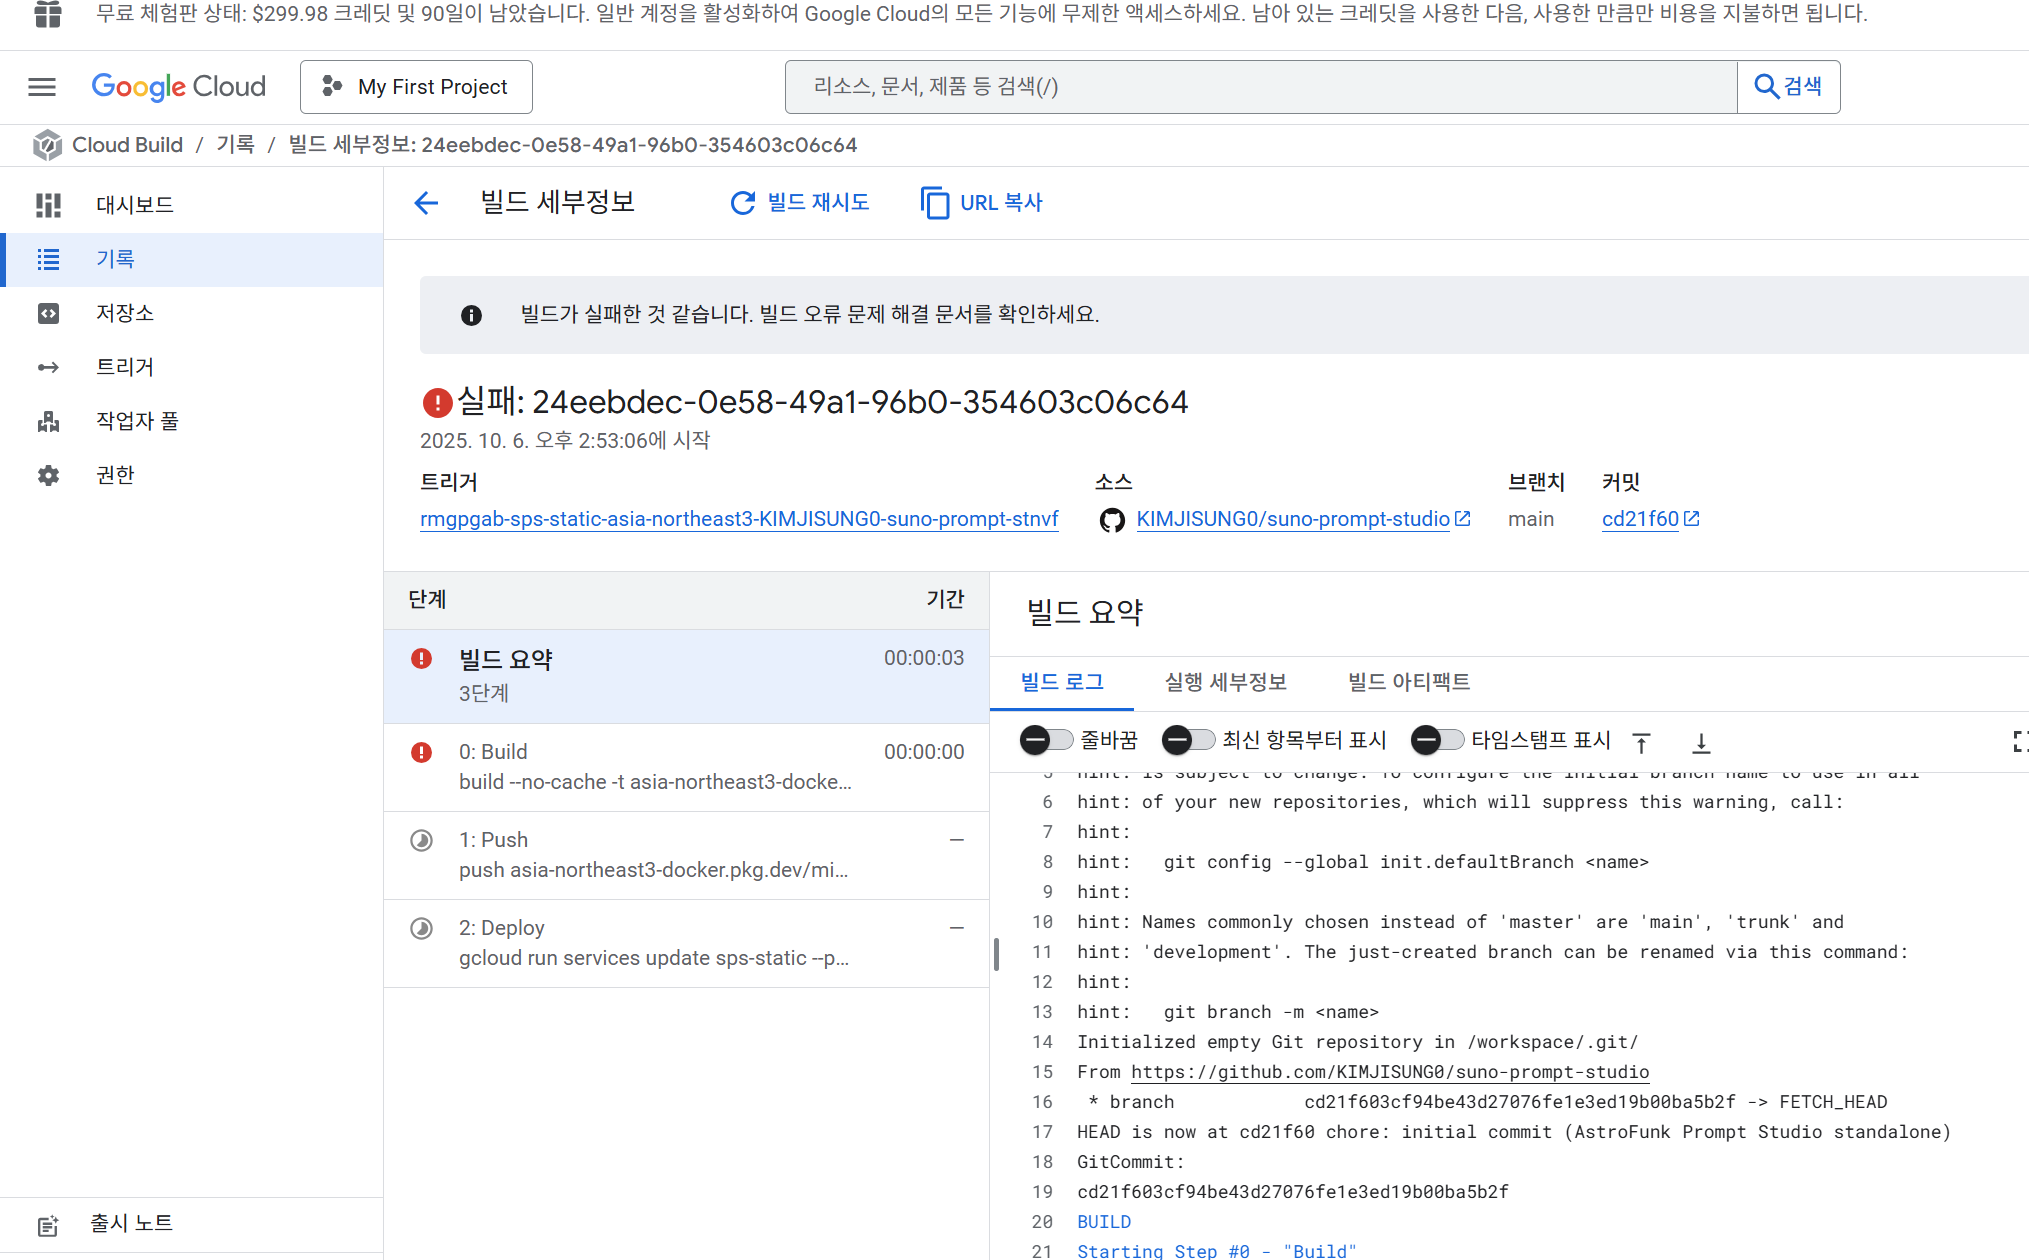 무료 체험판 상태: $299.98 크레딧 및 90일이 남았습니다. 일반 계정을 활성화하여 Google Cloud의 모든 기능에 무제한 액세스하세요. 남아 있는 크레딧을 사용한 다음, 사용한 만큼만 비용을 지불하면 됩니다.
Google Cloud
My First Project
리소스, 문서, 제품 등 검색(/)
검색
Cloud Build / 기록 / 빌드 세부정보: 24eebdec-0e58-49a1-96b0-354603c06c64
대시보드
기록
저장소
트리거
작업자 풀
권한
출시 노트
빌드 세부정보
빌드 재시도
URL 복사
빌드가 실패한 것 같습니다. 빌드 오류 문제 해결 문서를 확인하세요.
실패: 24eebdec-0e58-49a1-96b0-354603c06c64
2025. 10. 6. 오후 2:53:06에 시작
트리거
rmgpgab-sps-static-asia-northeast3-KIMJISUNG0-suno-prompt-stnvf
소스
KIMJISUNG0/suno-prompt-studio
브랜치
main
커밋
cd21f60
단계 기간
빌드 요약 00:00:03
3단계
0: Build 00:00:00
build --no-cache -t asia-northeast3-docke...
1: Push —
push asia-northeast3-docker.pkg.dev/mi...
2: Deploy —
gcloud run services update sps-static --p...
빌드 요약
빌드 로그 실행 세부정보 빌드 아티팩트
줄바꿈 최신 항목부터 표시 타임스탬프 표시
5 hint: is subject to change. To configure the initial branch name to use in all
6 hint: of your new repositories, which will suppress this warning, call:
7 hint:
8 hint:   git config --global init.defaultBranch <name>
9 hint:
10 hint: Names commonly chosen instead of 'master' are 'main', 'trunk' and
11 hint: 'development'. The just-created branch can be renamed via this command:
12 hint:
13 hint:   git branch -m <name>
14 Initialized empty Git repository in /workspace/.git/
15 From https://github.com/KIMJISUNG0/suno-prompt-studio
16  * branch            cd21f603cf94be43d27076fe1e3ed19b00ba5b2f -> FETCH_HEAD
17 HEAD is now at cd21f60 chore: initial commit (AstroFunk Prompt Studio standalone)
18 GitCommit:
19 cd21f603cf94be43d27076fe1e3ed19b00ba5b2f
20 BUILD
21 Starting Step #0 - "Build"